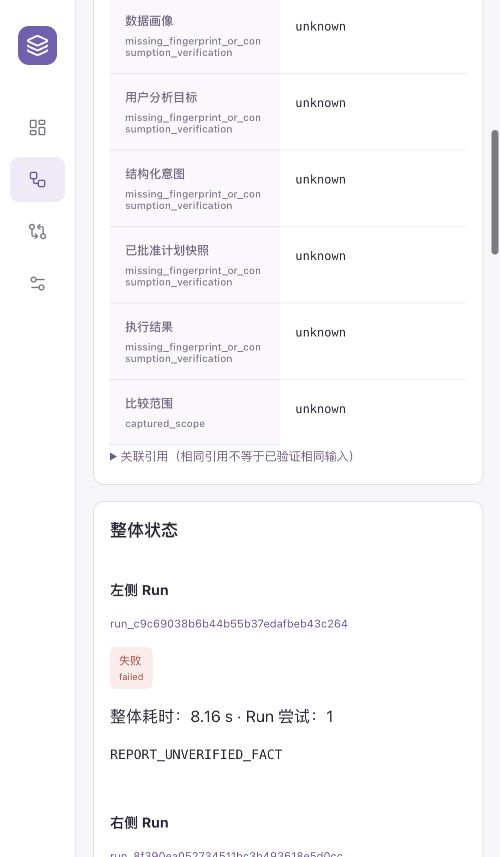 数据画像
missing_fingerprint_or_con
sumption_verification
unknown
用户分析目标
missing_fingerprint_or_con
sumption_verification
unknown
结构化意图
missing_fingerprint_or_con
sumption_verification
unknown
已批准计划快照
missing_fingerprint_or_con
sumption_verification
unknown
执行结果
missing_fingerprint_or_con
sumption_verification
unknown
比较范围
captured_scope
unknown
▶ 关联引用（相同引用不等于已验证相同输入）
整体状态
左侧 Run
run_c9c69038b6b44b55b37edafbeb43c264
失败
failed
整体耗时：8.16 s · Run 尝试：1
REPORT_UNVERIFIED_FACT
右侧 Run
run_8f390ea052734511bc3b493618e5d0cc